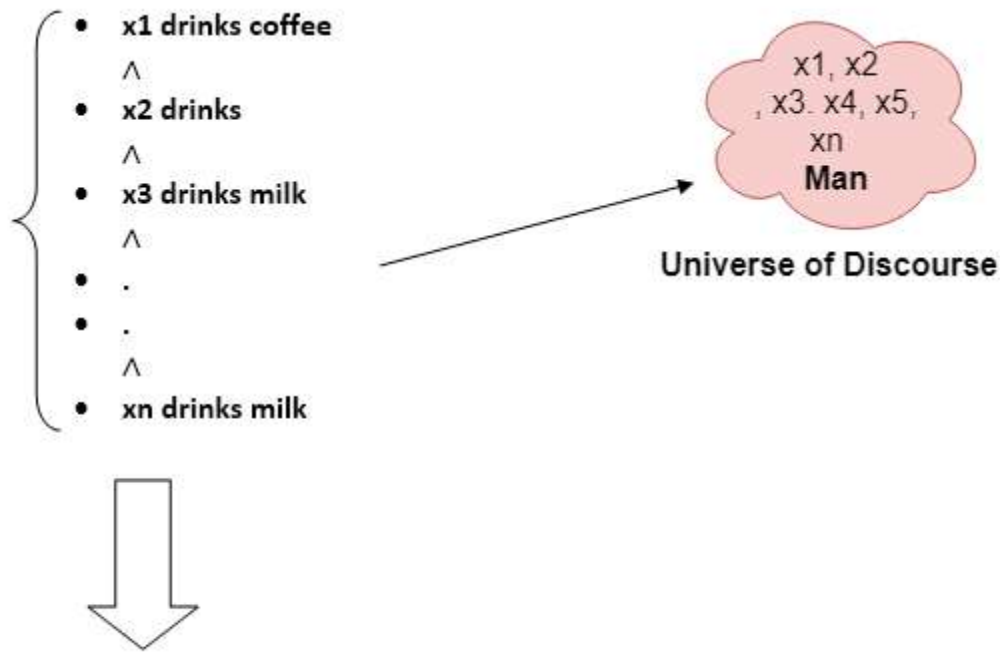 • x1 drinks coffee
∧
• x2 drinks
∧
• x3 drinks milk
∧
• .
• .
∧
• xn drinks milk
x1, x2
, x3. x4, x5,
xn
Man
Universe of Discourse